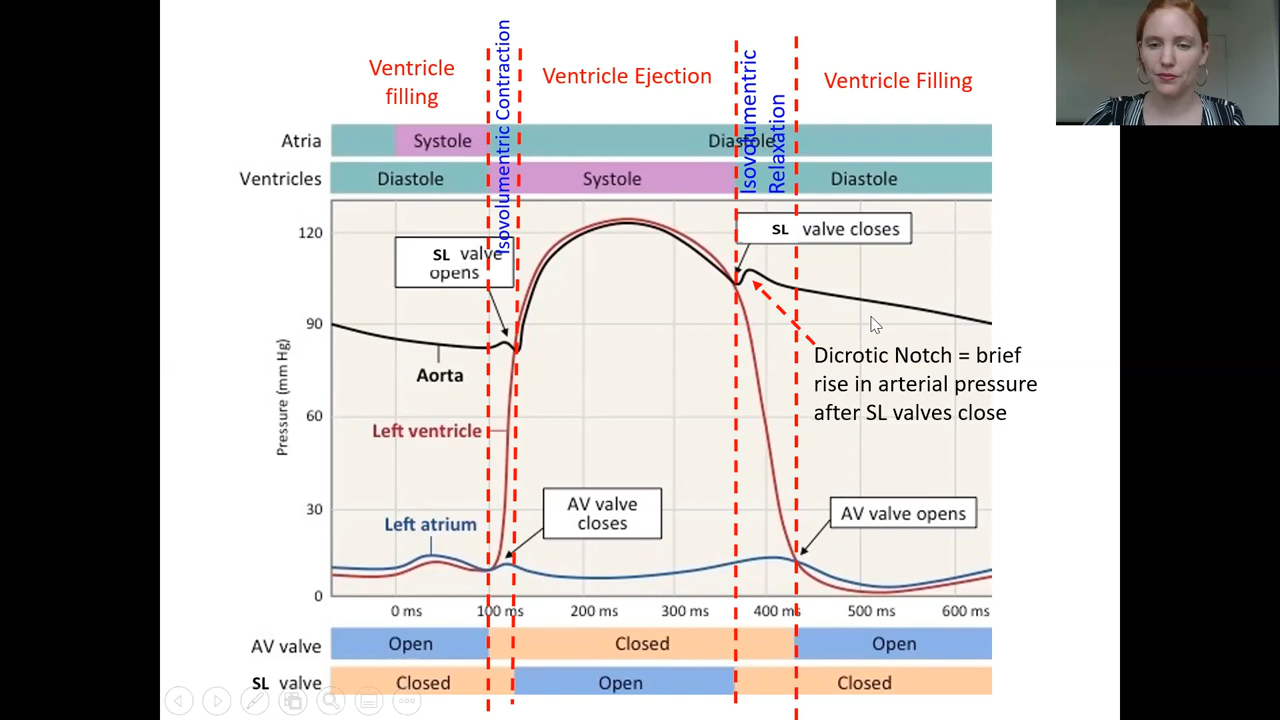 Ventricle
filling
Isovolumentric Contraction
Ventricle Ejection
Isovolumentric
Relaxation
Ventricle Filling
Atria
Systole
Diastole
Ventricles
Diastole
Systole
Diastole
120
90
60
30
0
Pressure (mm Hg)
SL valve
opens
SL valve closes
Aorta
Dicrotic Notch = brief
rise in arterial pressure
after SL valves close
Left ventricle
AV valve
closes
AV valve opens
Left atrium
0 ms
100 ms
200 ms
300 ms
400 ms
500 ms
600 ms
AV valve
Open
Closed
Open
SL valve
Closed
Open
Closed